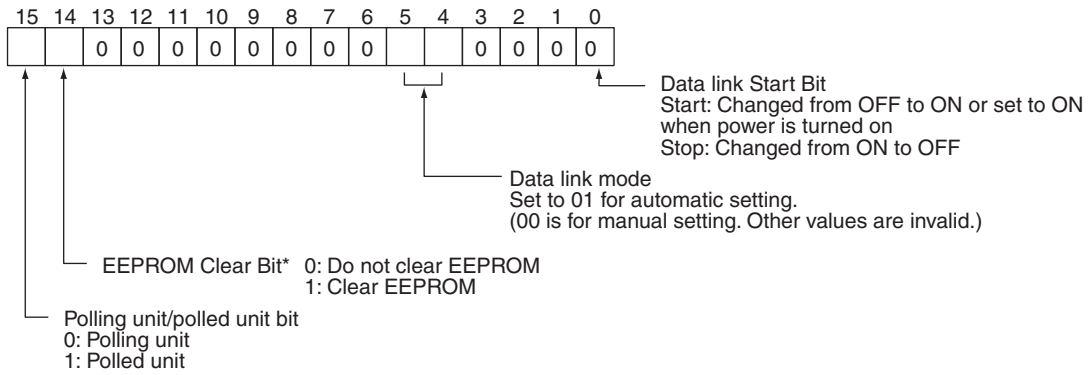 15 14 13 12 11 10 9 8 7 6 5 4 3 2 1 0
0 0 0 0 0 0 0 0 0 0 0 0
Data link Start Bit
Start: Changed from OFF to ON or set to ON
when power is turned on
Stop: Changed from ON to OFF
Data link mode
Set to 01 for automatic setting.
(00 is for manual setting. Other values are invalid.)
EEPROM Clear Bit* 0: Do not clear EEPROM
1: Clear EEPROM
Polling unit/polled unit bit
0: Polling unit
1: Polled unit